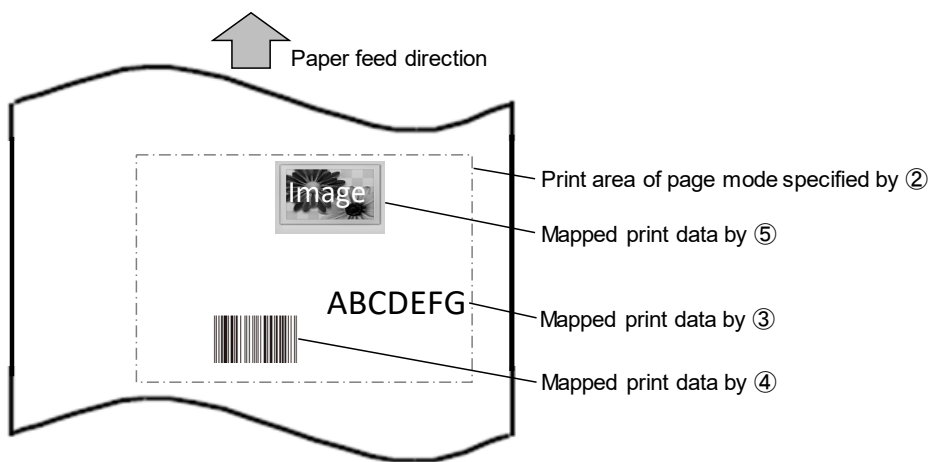 Paper feed direction
Image
Print area of page mode specified by ②
Mapped print data by ⑤
ABCDEFG
Mapped print data by ③
Mapped print data by ④